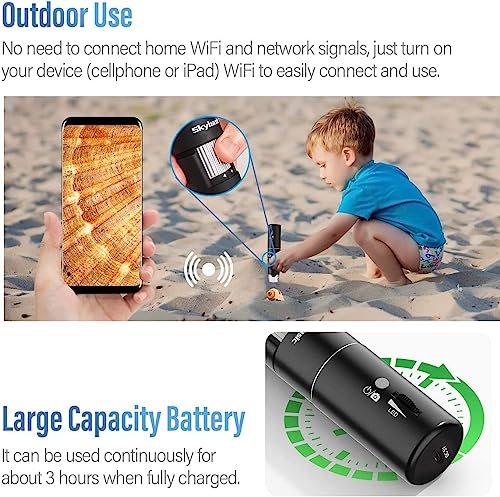 Outdoor Use
No need to connect home WiFi and network signals, just turn on
your device (cellphone or iPad) WiFi to easily connect and use.
Large Capacity Battery
It can be used continuously for
about 3 hours when fully charged.
LED